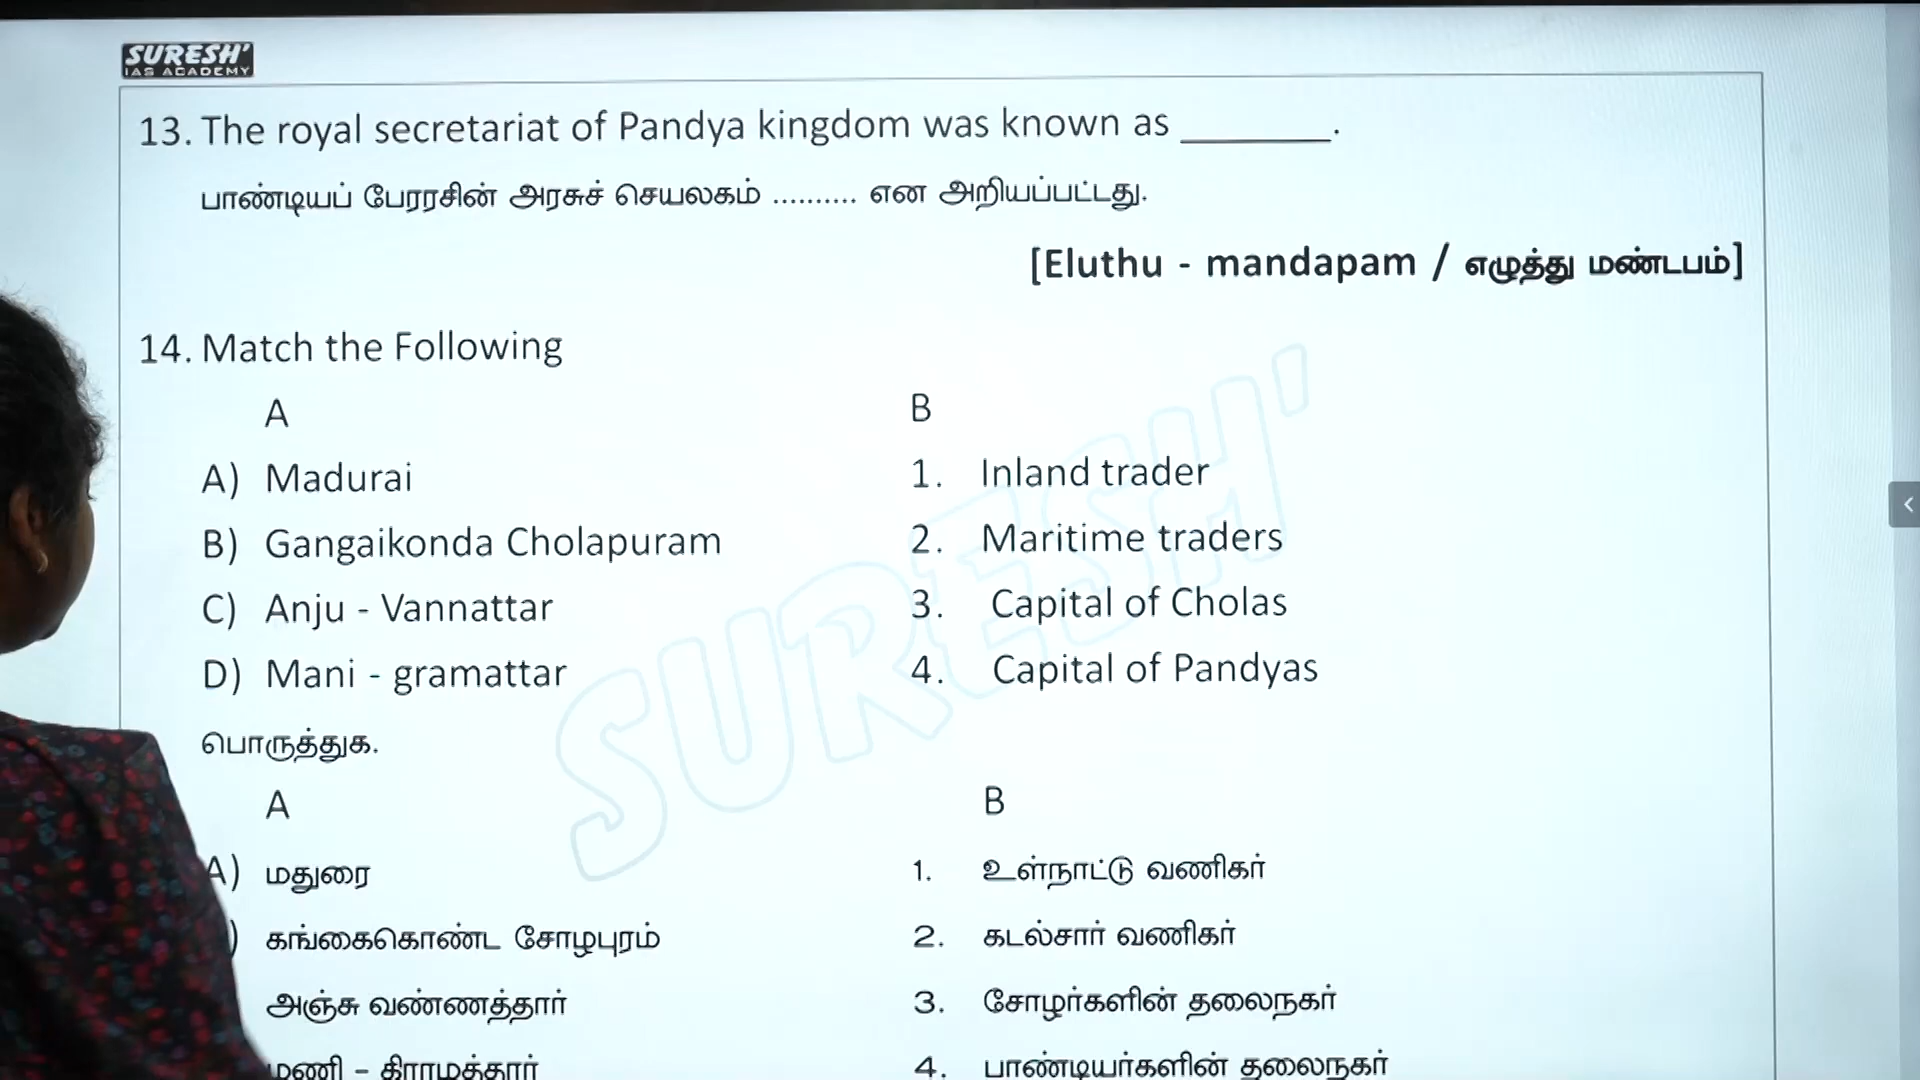 SURESH'
IAS ACADEMY
13. The royal secretariat of Pandya kingdom was known as ________.
பாண்டியப் பேரரசின் அரசுச் செயலகம் .......... என அறியப்பட்டது.
[Eluthu - mandapam / எழுத்து மண்டபம்]
14. Match the Following
A B
A) Madurai 1. Inland trader
B) Gangaikonda Cholapuram 2. Maritime traders
C) Anju - Vannattar 3. Capital of Cholas
D) Mani - gramattar 4. Capital of Pandyas
பொருத்துக.
A B
A) மதுரை 1. உள்நாட்டு வணிகர்
) கங்கைகொண்ட சோழபுரம் 2. கடல்சார் வணிகர்
அஞ்சு வண்ணத்தார் 3. சோழர்களின் தலைநகர்
மணி - கிராமத்தார் 4. பாண்டியர்களின் தலைநகர்
SURESH'